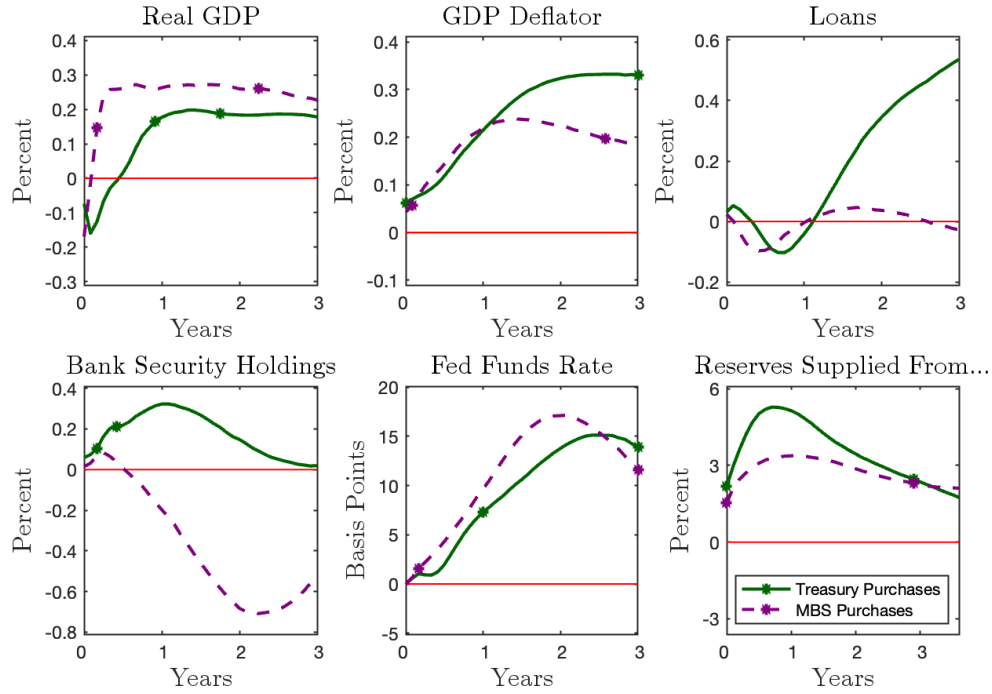 Real GDP
GDP Deflator
Loans
0.4
0.3
0.2
0.1
0
-0.1
-0.2
-0.3
Percent
0 1 2 3
Years
0.4
0.3
0.2
0.1
0
-0.1
Percent
0 1 2 3
Years
0.6
0.4
0.2
0
-0.2
Percent
0 1 2 3
Years
Bank Security Holdings
Fed Funds Rate
Reserves Supplied From...
0.4
0.2
0
-0.2
-0.4
-0.6
-0.8
Percent
0 1 2 3
Years
20
15
10
5
0
-5
Basis Points
0 1 2 3
Years
6
3
0
-3
Percent
0 1 2 3
Years
Treasury Purchases
MBS Purchases